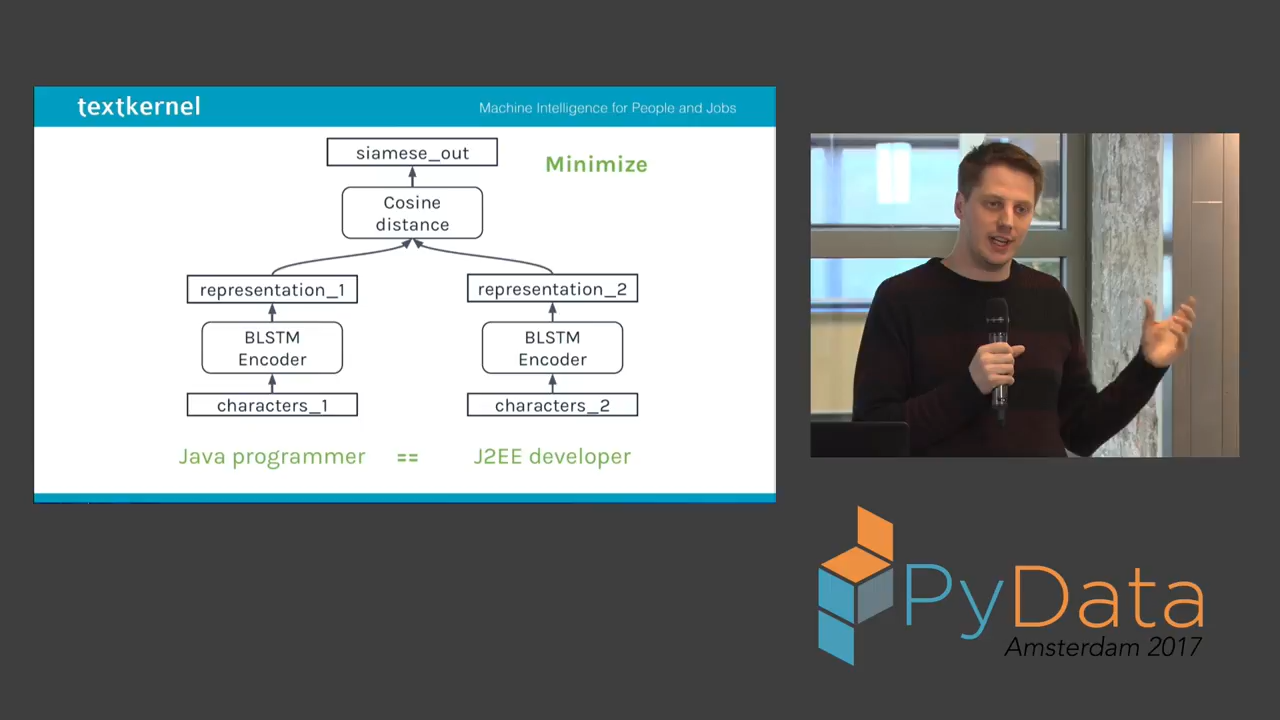 textkernel
Machine Intelligence for People and Jobs
siamese_out
Minimize
Cosine
distance
representation_1
representation_2
BLSTM
Encoder
BLSTM
Encoder
characters_1
characters_2
Java programmer == J2EE developer
PyData
Amsterdam 2017